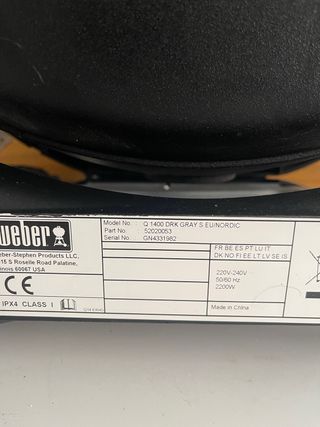 weber
eber-Stephen Products LLC,
15 S Roselle Road Palatine,
linois 60067 USA
CE
IPX4 CLASS I
Model No: Q 1400 DRK GRAY S EU/NORDIC
Part No. 52020053
Serial No: GN4331982
FR BE ES PT LU IT
DK NO FI EE LT LV SE IS
220V-240V ~
50/60 Hz
2200W
Made in China